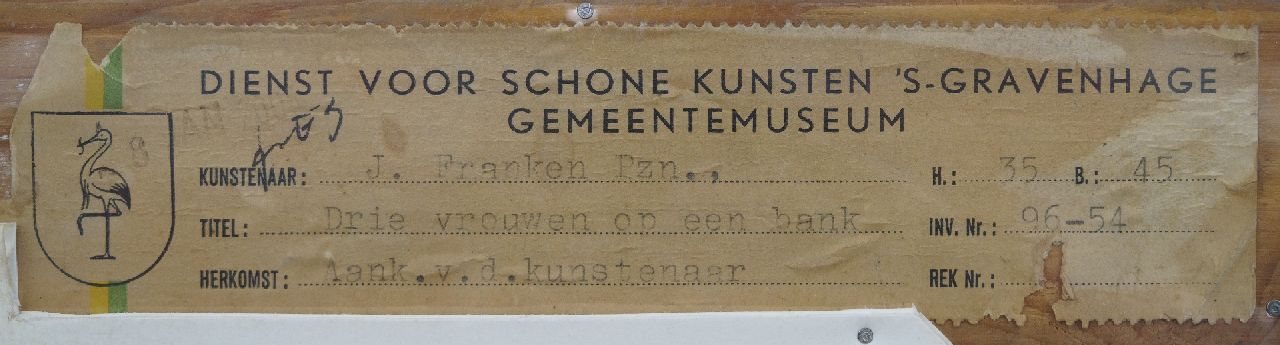 DIENST VOOR SCHONE KUNSTEN 'S-GRAVENHAGE
GEMEENTEMUSEUM
KUNSTENAAR: J. Franken Pzn., H.: 35 B.: 45
TITEL: Drie vrouwen op een bank INV. Nr.: 96-54
HERKOMST: Aank.v.d.kunstenaar REK Nr.: